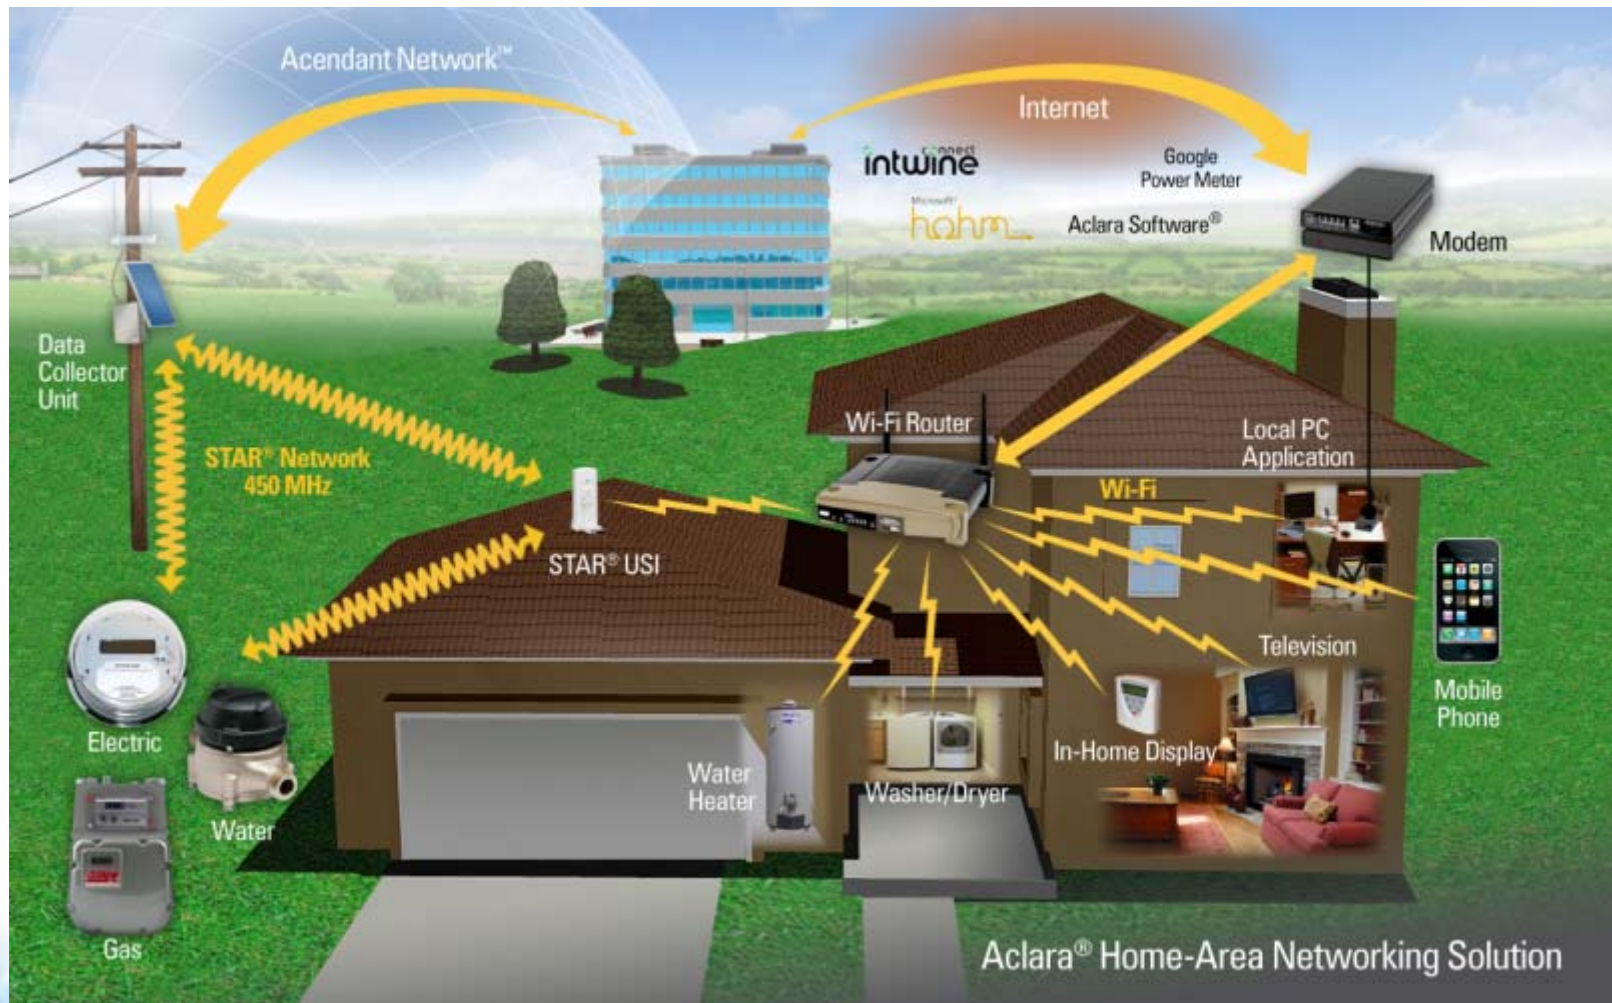 Acendant Network™
Internet
connect
intwine
Google
Power Meter
Microsoft®
hohm
Aclara Software®
Modem
Data
Collector
Unit
STAR® Network
450 MHz
Wi-Fi Router
Local PC
Application
Wi-Fi
STAR® USI
Television
Mobile
Phone
Electric
In-Home Display
Water
Heater
Washer/Dryer
Water
Gas
Aclara® Home-Area Networking Solution